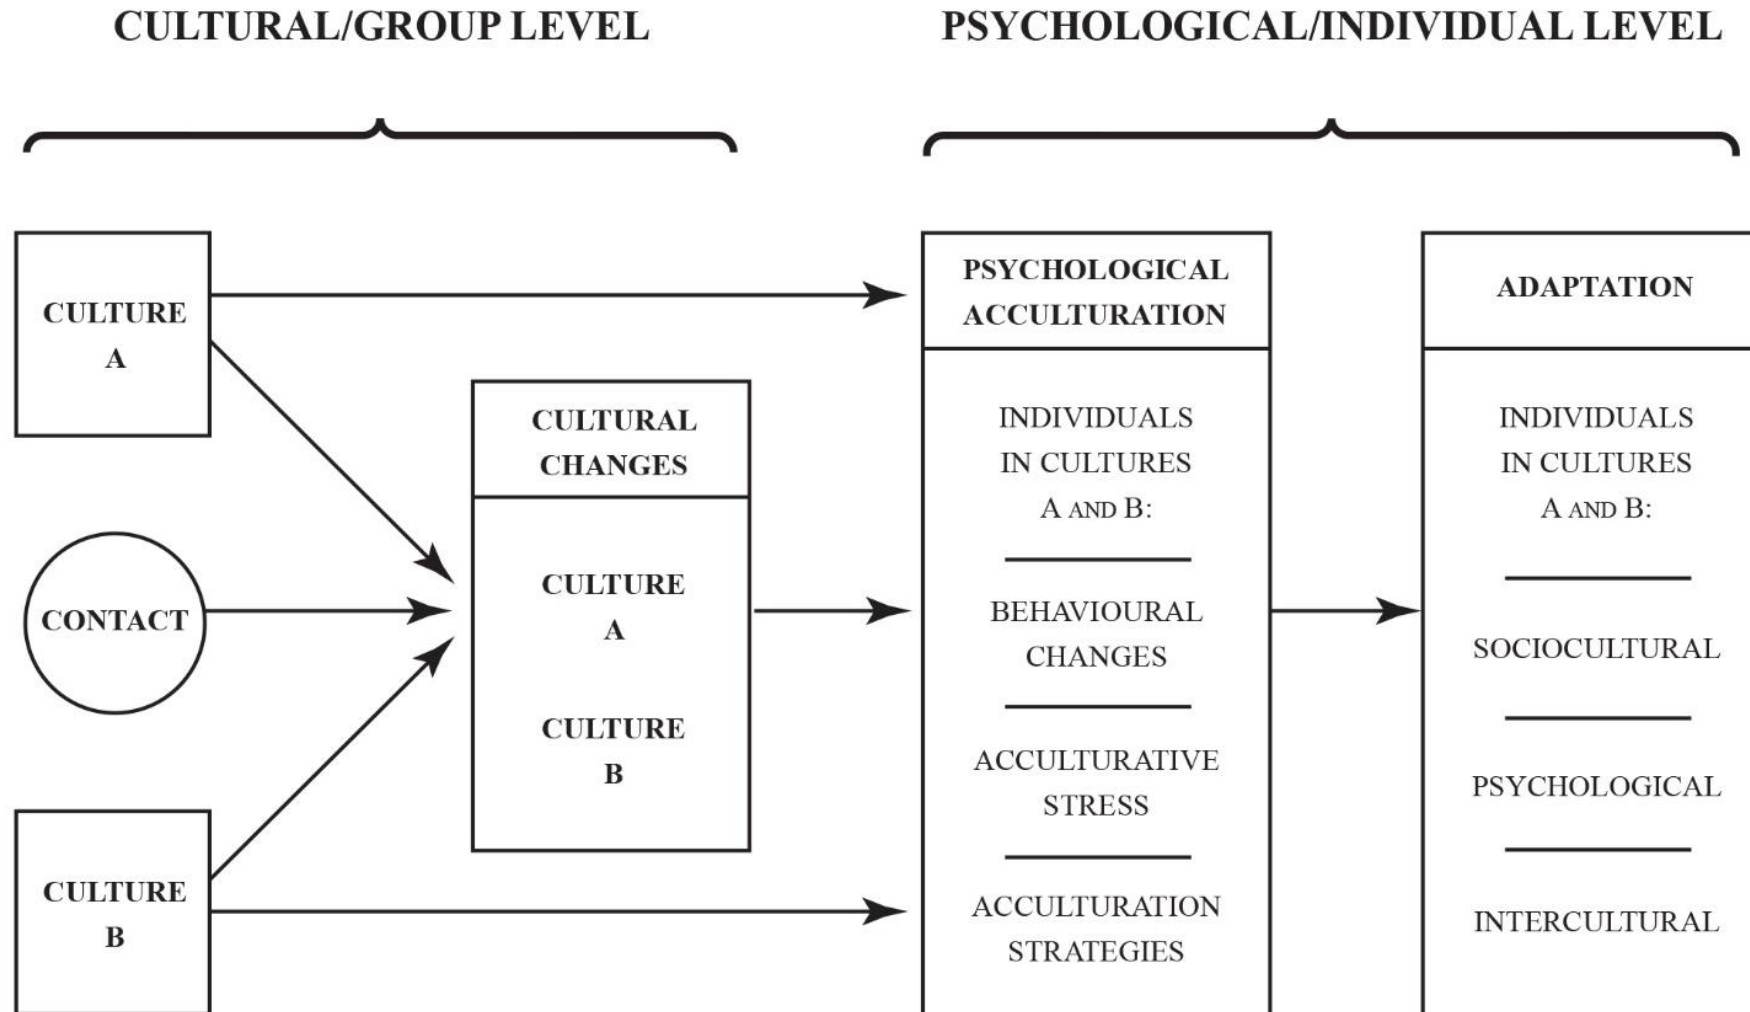 CULTURAL/GROUP LEVEL
PSYCHOLOGICAL/INDIVIDUAL LEVEL
CULTURE
A
CONTACT
CULTURE
B
CULTURAL
CHANGES
CULTURE
A
CULTURE
B
PSYCHOLOGICAL
ACCULTURATION
INDIVIDUALS
IN CULTURES
A AND B:
BEHAVIOURAL
CHANGES
ACCULTURATIVE
STRESS
ACCULTURATION
STRATEGIES
ADAPTATION
INDIVIDUALS
IN CULTURES
A AND B:
SOCIOCULTURAL
PSYCHOLOGICAL
INTERCULTURAL